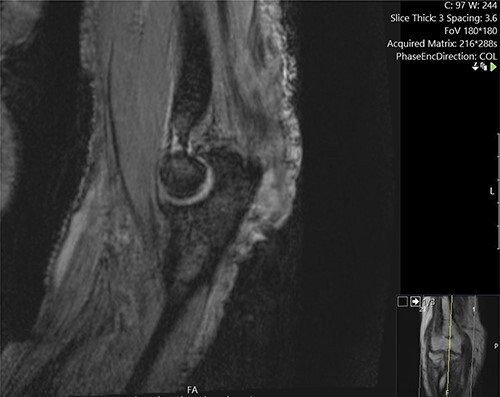 C: 97 W: 244
Slice Thick: 3 Spacing: 3.6
FoV 180*180
Acquired Matrix: 216*288s
PhaseEncDirection: COL
L
FA
P